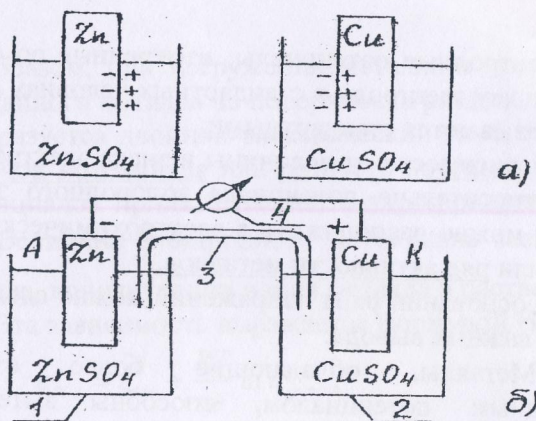 Zn Cu
ZnSO4 CuSO4 а)
4
A Zn Cu K
3
ZnSO4 CuSO4
1 2 б)